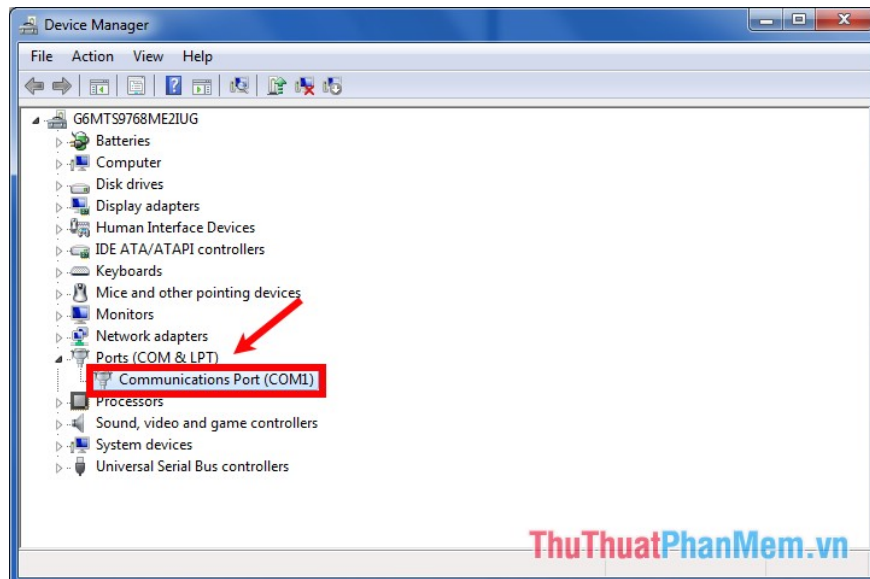 Device Manager
File Action View Help
G6MTS9768ME2IUG
Batteries
Computer
Disk drives
Display adapters
Human Interface Devices
IDE ATA/ATAPI controllers
Keyboards
Mice and other pointing devices
Monitors
Network adapters
Ports (COM & LPT)
Communications Port (COM1)
Processors
Sound, video and game controllers
System devices
Universal Serial Bus controllers
ThuThuatPhanMem.vn